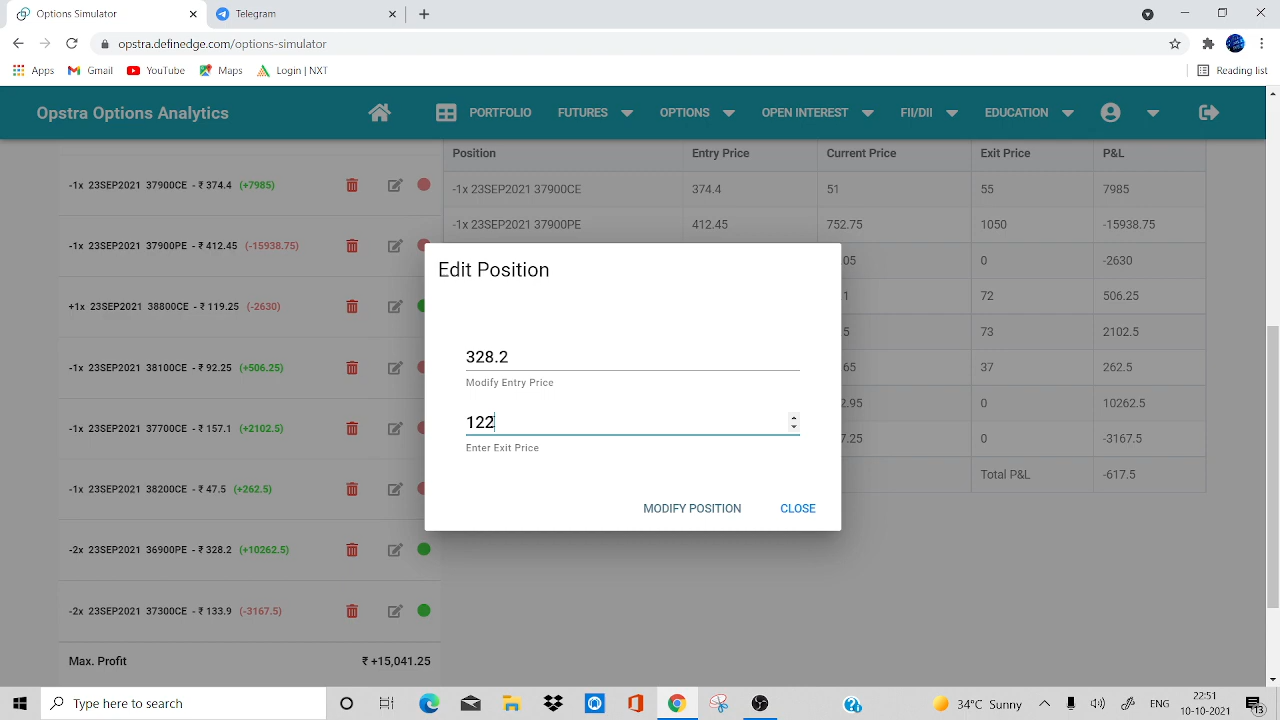 Options Simulator
Telegram
opstra.definedge.com/options-simulator
Apps
Gmail
YouTube
Maps
Login | NXT
Reading list
Opstra Options Analytics
PORTFOLIO
FUTURES
OPTIONS
OPEN INTEREST
FII/DII
EDUCATION
Position Entry Price Current Price Exit Price P&L
-1x 23SEP2021 37900CE - ₹ 374.4 (+7985)
-1x 23SEP2021 37900CE 374.4 51 55 7985
-1x 23SEP2021 37900PE 412.45 752.75 1050 -15938.75
-1x 23SEP2021 37900PE - ₹ 412.45 (-15938.75)
.05 0 -2630
.1 72 506.25
+1x 23SEP2021 38800CE - ₹ 119.25 (-2630)
5 73 2102.5
-1x 23SEP2021 38100CE - ₹ 92.25 (+506.25)
.65 37 262.5
2.95 0 10262.5
-1x 23SEP2021 37700CE - ₹ 157.1 (+2102.5)
7.25 0 -3167.5
Total P&L -617.5
-1x 23SEP2021 38200CE - ₹ 47.5 (+262.5)
-2x 23SEP2021 36900PE - ₹ 328.2 (+10262.5)
-2x 23SEP2021 37300CE - ₹ 133.9 (-3167.5)
Max. Profit ₹ +15,041.25
Edit Position
328.2
Modify Entry Price
122
Enter Exit Price
MODIFY POSITION CLOSE
Type here to search
34°C Sunny
22:51
10-10-2021